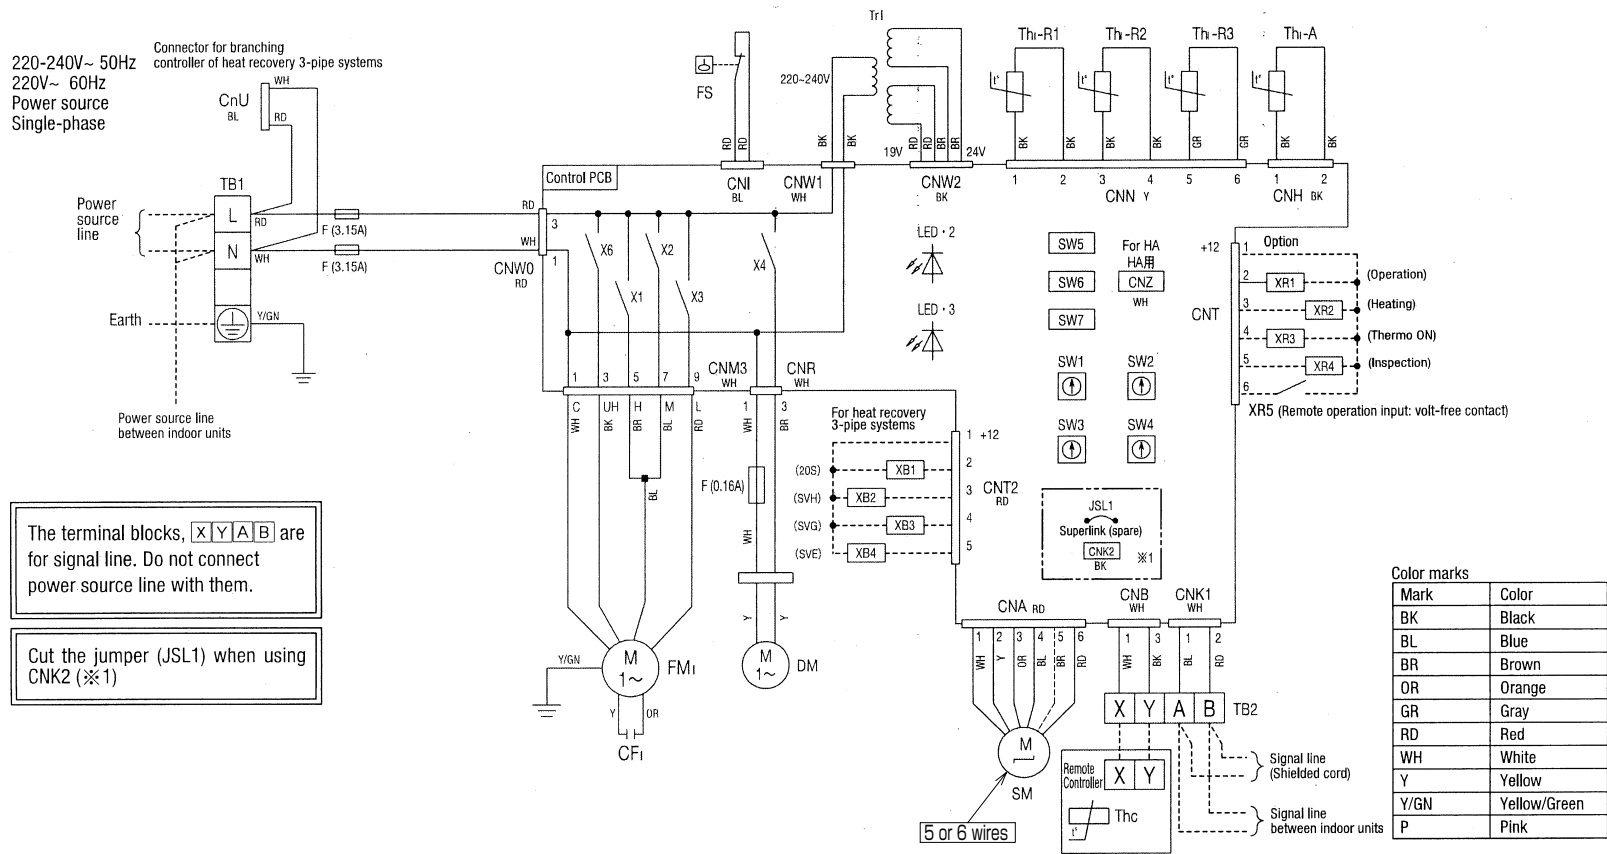 220-240V~ 50Hz
220V~ 60Hz
Power source
Single-phase
Connector for branching
controller of heat recovery 3-pipe systems
CnU
BL
WH
RD
TB1
Power
source
line
L
N
RD
WH
F (3.15A)
F (3.15A)
Earth
Y/GN
Power source line
between indoor units
RD
WH
3
1
CNW0
RD
Control PCB
FS
RD
RD
CNI
BL
TrI
220~240V
BK
BK
CNW1
WH
19V
RD
RD
BR
BR
24V
CNW2
BK
ThI-R1
ThI-R2
ThI-R3
ThI-A
t°
t°
t°
t°
BK
BK
BK
BK
GR
GR
BK
BK
1
2
3
4
5
6
1
2
CNN Y
CNH BK
X6
X2
X4
X1
X3
LED・2
LED・3
SW5
SW6
SW7
For HA
HA用
CNZ
WH
SW1
SW2
SW3
SW4
+12
Option
CNT
1
2
3
4
5
6
XR1
XR2
XR3
XR4
(Operation)
(Heating)
(Thermo ON)
(Inspection)
XR5 (Remote operation input: volt-free contact)
1
3
5
7
9
CNM3
WH
CNR
WH
C
UH
H
M
L
WH
BK
BR
BL
RD
1
3
WH
BR
BL
F (0.16A)
WH
Y
Y
M
1~
FMI
Y/GN
Y
OR
CFI
M
1~
DM
For heat recovery
3-pipe systems
1
+12
2
3
4
5
CNT2
RD
(20S)
XB1
(SVH)
XB2
(SVG)
XB3
(SVE)
XB4
JSL1
Superlink (spare)
CNK2
BK
※1
CNA RD
CNB
WH
CNK1
WH
1
2
3
4
5
6
1
3
1
2
WH
Y
OR
BL
BR
RD
WH
BK
BL
RD
X
Y
A
B
TB2
M
SM
5 or 6 wires
Remote
Controller
X
Y
Thc
t°
Signal line
(Shielded cord)
Signal line
between indoor units
The terminal blocks, X Y A B are
for signal line. Do not connect
power source line with them.
Cut the jumper (JSL1) when using
CNK2 (※1)
Color marks
Mark Color
BK Black
BL Blue
BR Brown
OR Orange
GR Gray
RD Red
WH White
Y Yellow
Y/GN Yellow/Green
P Pink